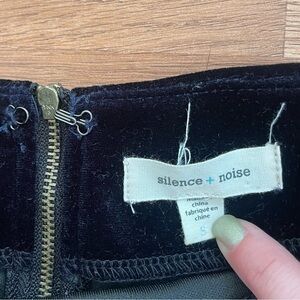 silence + noise
made in
china
fabriqué en
chine
S